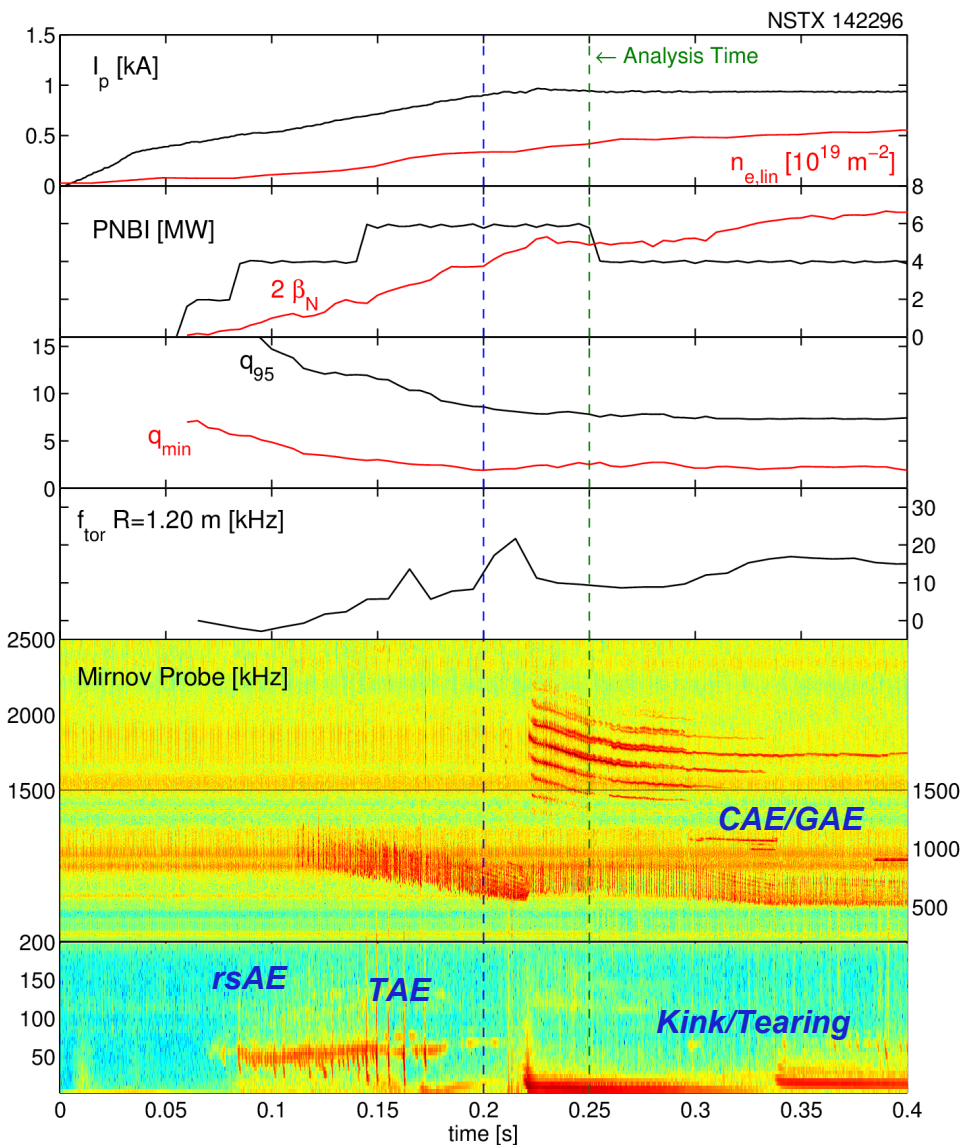 NSTX 142296
1.5
1
0.5
0
I_p [kA]
← Analysis Time
n_e,lin [10^19 m^−2]
8
6
4
2
0
PNBI [MW]
2 β_N
15
10
5
0
q_95
q_min
30
20
10
0
f_tor R=1.20 m [kHz]
2500
2000
1500
Mirnov Probe [kHz]
1500
1000
500
CAE/GAE
200
150
100
50
rsAE
TAE
Kink/Tearing
0 0.05 0.1 0.15 0.2 0.25 0.3 0.35 0.4
time [s]